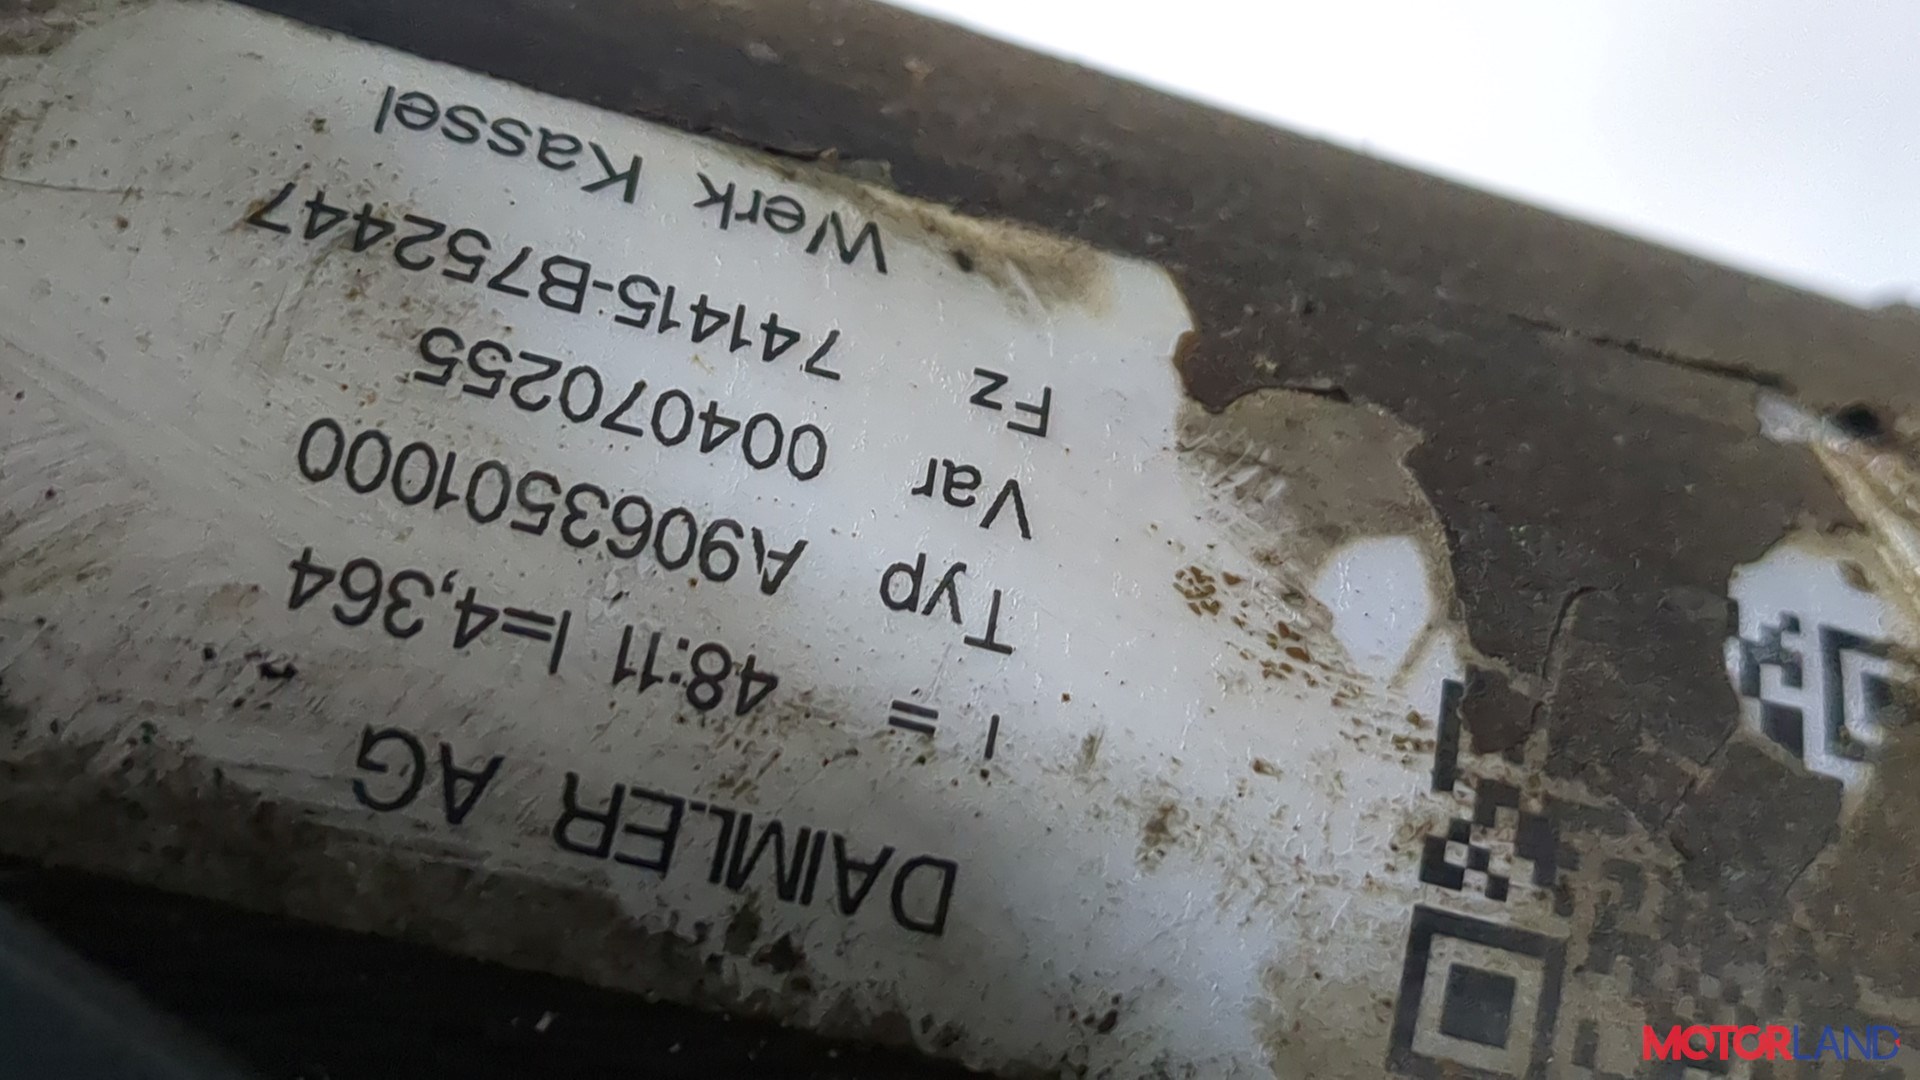 DAIMLER AG
i = 48:11 I=4,364
Typ A9063501000
Var 004070255
Fz 741415-B752447
Werk Kassel
MOTORLAND